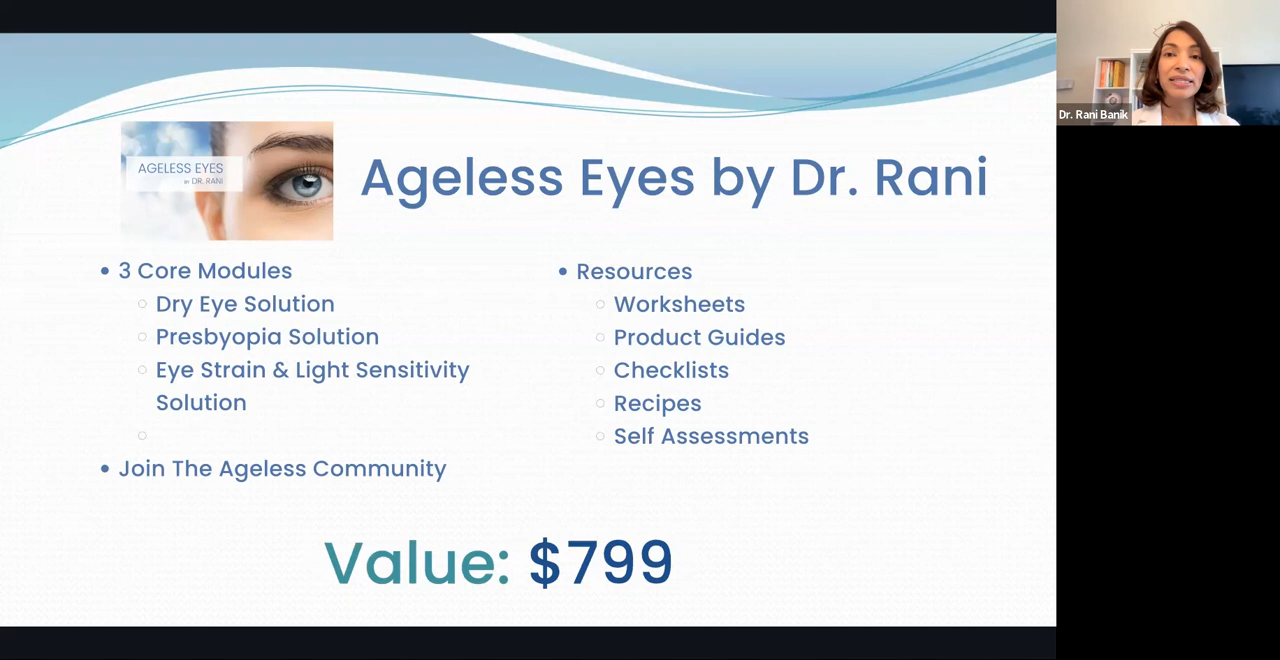 AGELESS EYES
BY DR. RANI
Ageless Eyes by Dr. Rani
• 3 Core Modules
○ Dry Eye Solution
○ Presbyopia Solution
○ Eye Strain & Light Sensitivity
Solution
○
• Join The Ageless Community
• Resources
○ Worksheets
○ Product Guides
○ Checklists
○ Recipes
○ Self Assessments
Value: $799
Dr. Rani Banik